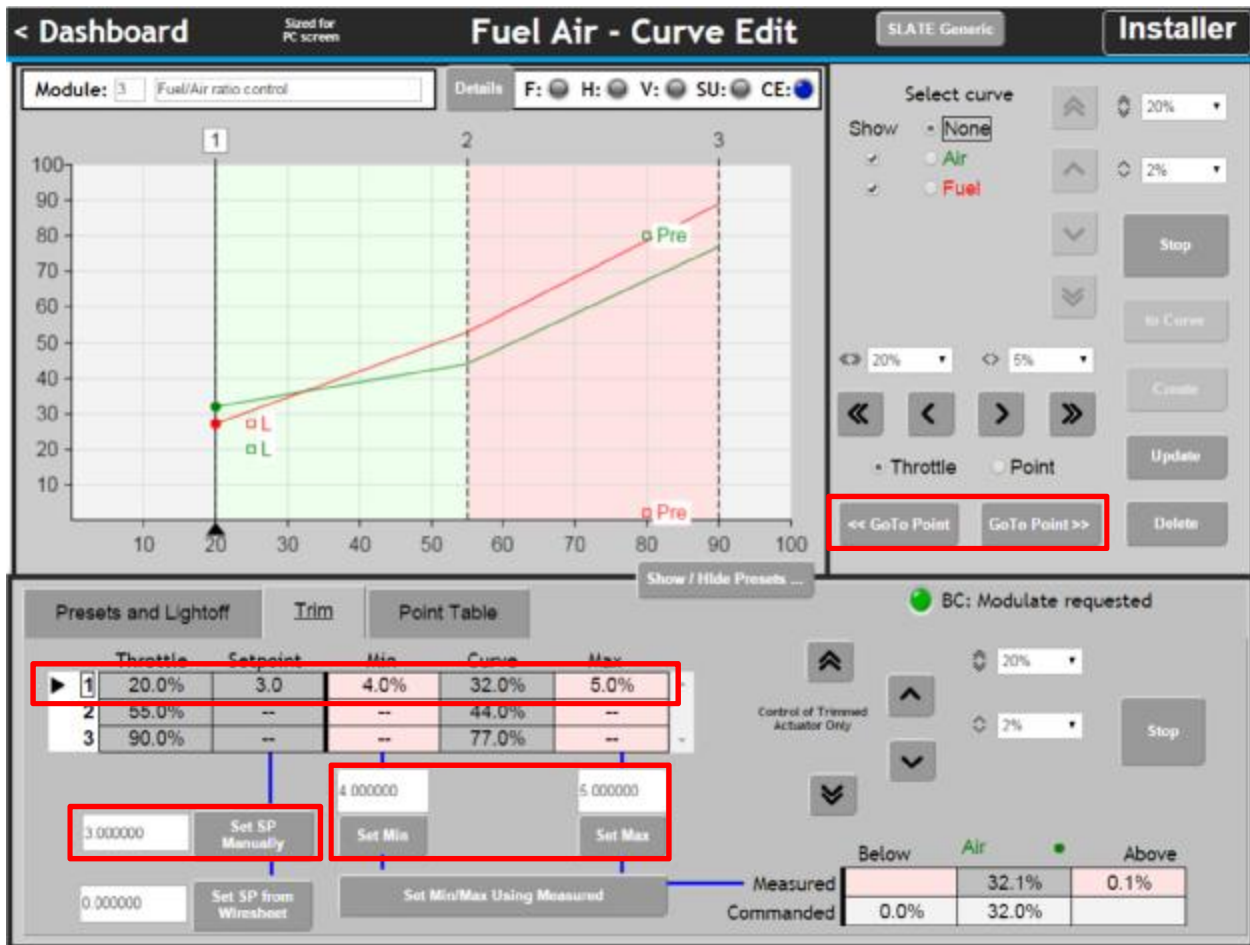 < Dashboard
Sized for
PC screen
Fuel Air - Curve Edit
SLATE Generic
Installer
Module: 3 Fuel/Air ratio control
Details
F: H: V: SU: CE:
1 2 3
100
90
80
70
60
50
40
30
20
10
Pre
L
L
Pre
10 20 30 40 50 60 70 80 90 100
Show / Hide Presets ...
Select curve
Show None
Air
Fuel
20%
2%
Stop
to Curve
20% 5%
Create
Throttle Point
Update
<< GoTo Point GoTo Point >>
Delete
Presets and Lightoff Trim Point Table
BC: Modulate requested
Throttle Setpoint Min Curve Max
1 20.0% 3.0 4.0% 32.0% 5.0%
2 55.0% -- -- 44.0% --
3 90.0% -- -- 77.0% --
4.000000 5.000000
3.000000 Set SP
Manually
Set Min Set Max
0.000000 Set SP from
Wiresheet
Set Min/Max Using Measured
Control of Trimmed
Actuator Only
20%
2%
Stop
Below Air Above
Measured 32.1% 0.1%
Commanded 0.0% 32.0%